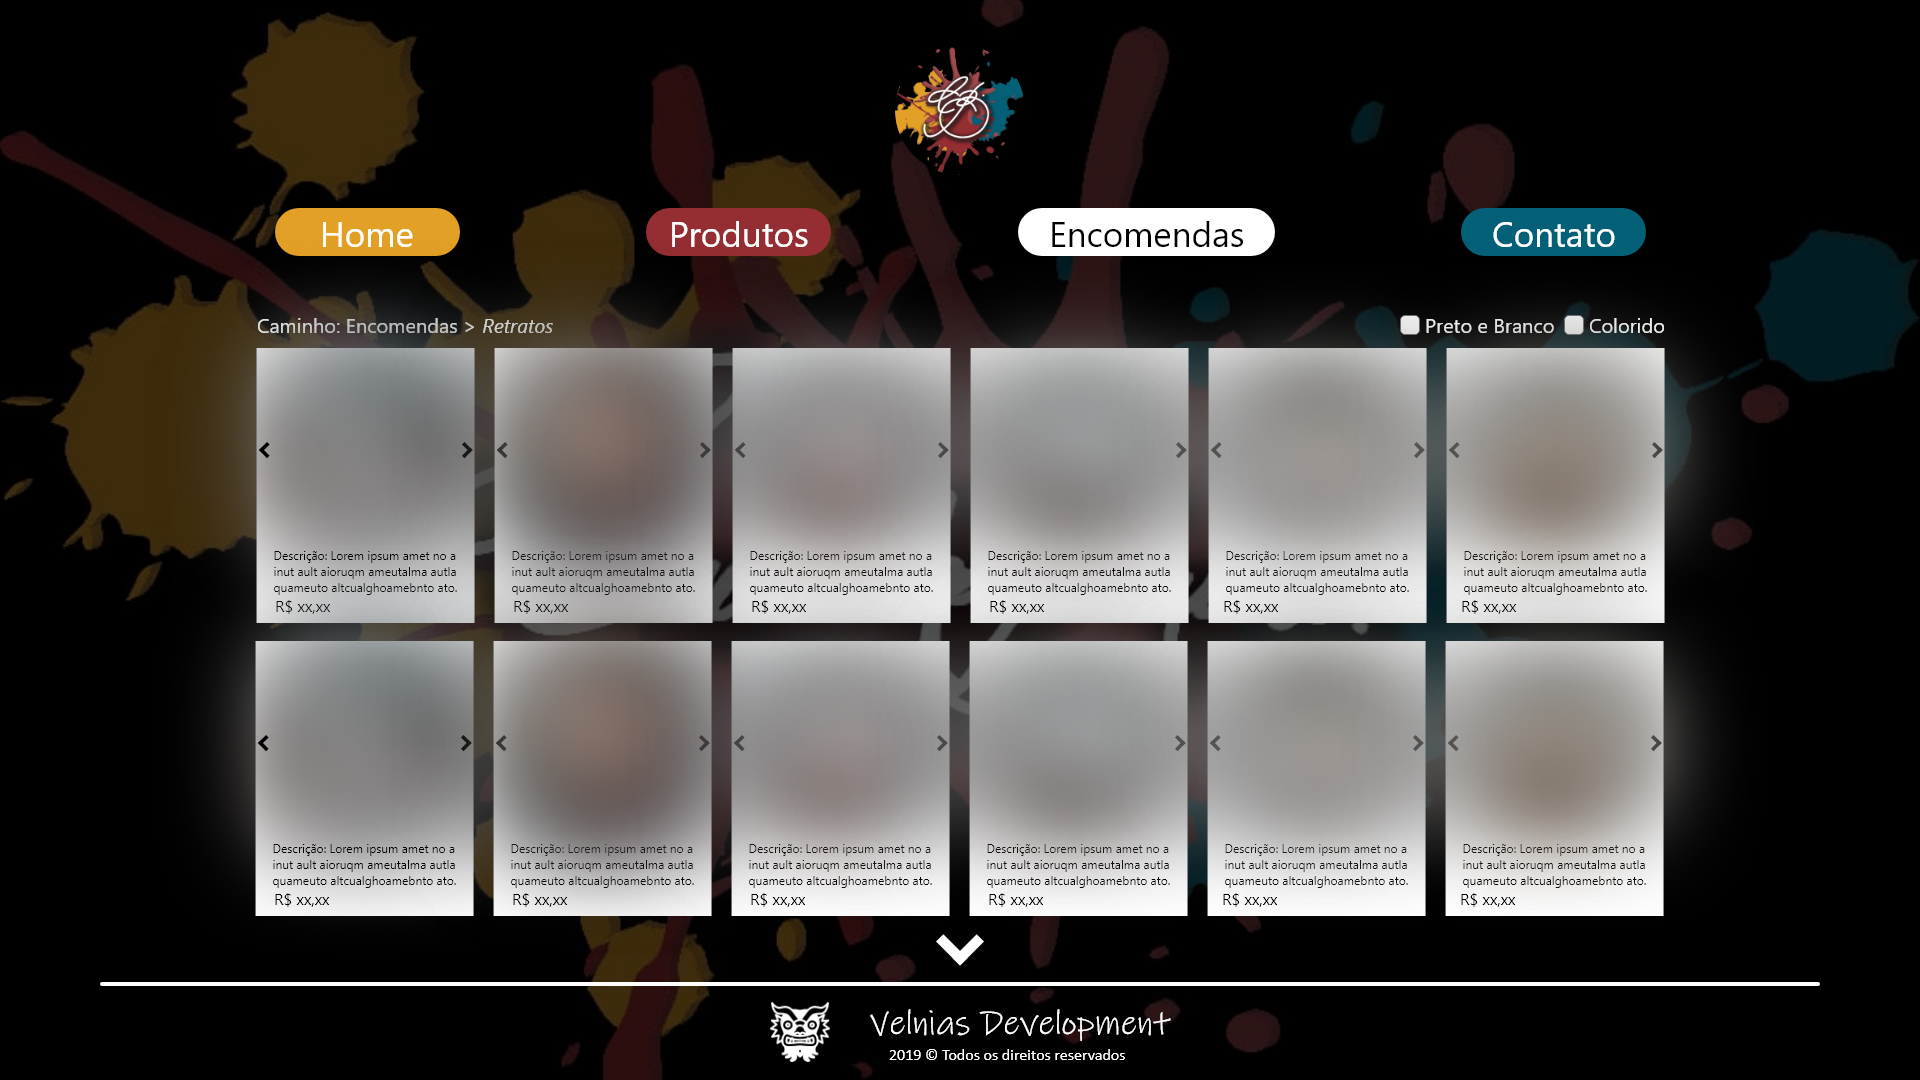 Home
Produtos
Encomendas
Contato
Caminho: Encomendas > Retratos
Preto e Branco
Colorido
Descrição: Lorem ipsum amet no a
inut ault aioruqm ameutalma autla
quameuto altcualghoamebnto ato.
R$ xx,xx
Descrição: Lorem ipsum amet no a
inut ault aioruqm ameutalma autla
quameuto altcualghoamebnto ato.
R$ xx,xx
Descrição: Lorem ipsum amet no a
inut ault aioruqm ameutalma autla
quameuto altcualghoamebnto ato.
R$ xx,xx
Descrição: Lorem ipsum amet no a
inut ault aioruqm ameutalma autla
quameuto altcualghoamebnto ato.
R$ xx,xx
Descrição: Lorem ipsum amet no a
inut ault aioruqm ameutalma autla
quameuto altcualghoamebnto ato.
R$ xx,xx
Descrição: Lorem ipsum amet no a
inut ault aioruqm ameutalma autla
quameuto altcualghoamebnto ato.
R$ xx,xx
Descrição: Lorem ipsum amet no a
inut ault aioruqm ameutalma autla
quameuto altcualghoamebnto ato.
R$ xx,xx
Descrição: Lorem ipsum amet no a
inut ault aioruqm ameutalma autla
quameuto altcualghoamebnto ato.
R$ xx,xx
Descrição: Lorem ipsum amet no a
inut ault aioruqm ameutalma autla
quameuto altcualghoamebnto ato.
R$ xx,xx
Descrição: Lorem ipsum amet no a
inut ault aioruqm ameutalma autla
quameuto altcualghoamebnto ato.
R$ xx,xx
Descrição: Lorem ipsum amet no a
inut ault aioruqm ameutalma autla
quameuto altcualghoamebnto ato.
R$ xx,xx
Descrição: Lorem ipsum amet no a
inut ault aioruqm ameutalma autla
quameuto altcualghoamebnto ato.
R$ xx,xx
Velnias Development
2019 © Todos os direitos reservados